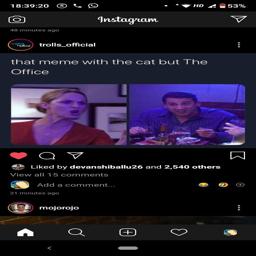 18:39:20 HD 53%
Instagram
48 minutes ago
trolls_official
that meme with the cat but The
Office
Liked by devanshiballu26 and 2,540 others
View all 15 comments
Add a comment...
21 minutes ago
mojorojo